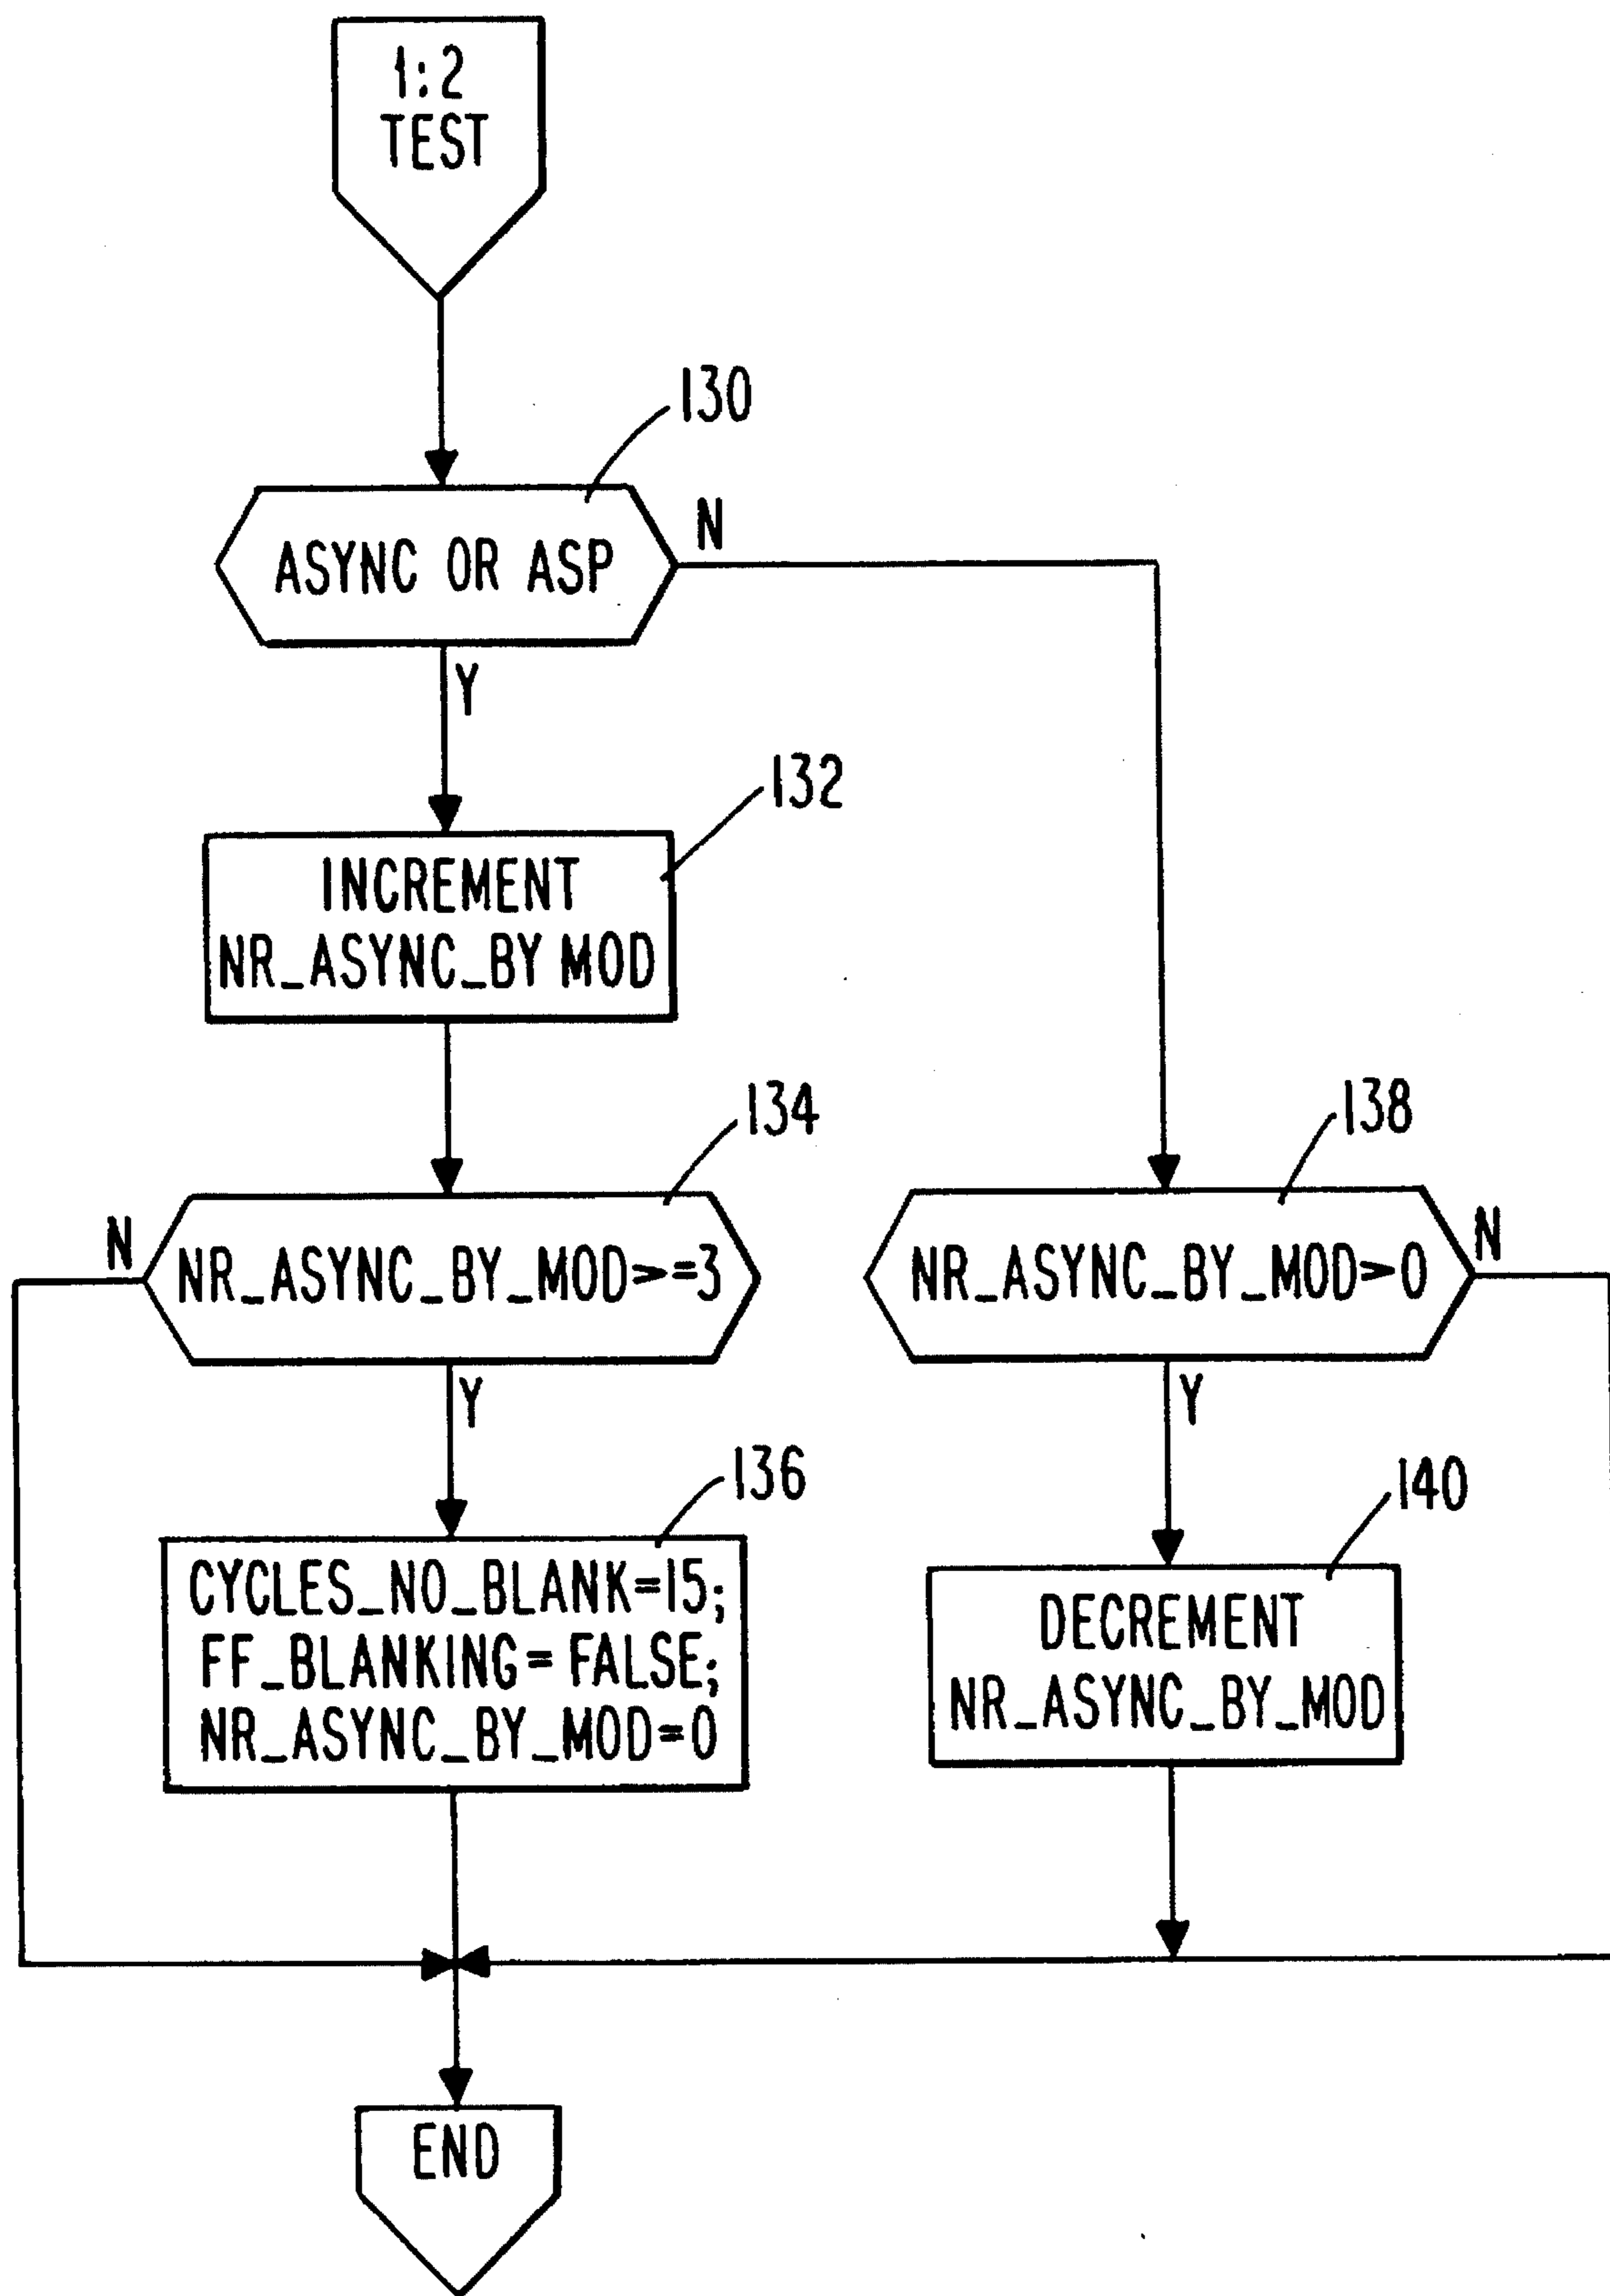 1:2
TEST
130
ASYNC OR ASP
N
Y
132
INCREMENT
NR_ASYNC_BY MOD
134
N
NR_ASYNC_BY_MOD>=3
Y
138
NR_ASYNC_BY_MOD>0
N
Y
136
CYCLES_NO_BLANK=15;
FF_BLANKING=FALSE;
NR_ASYNC_BY_MOD=0
140
DECREMENT
NR_ASYNC_BY_MOD
END